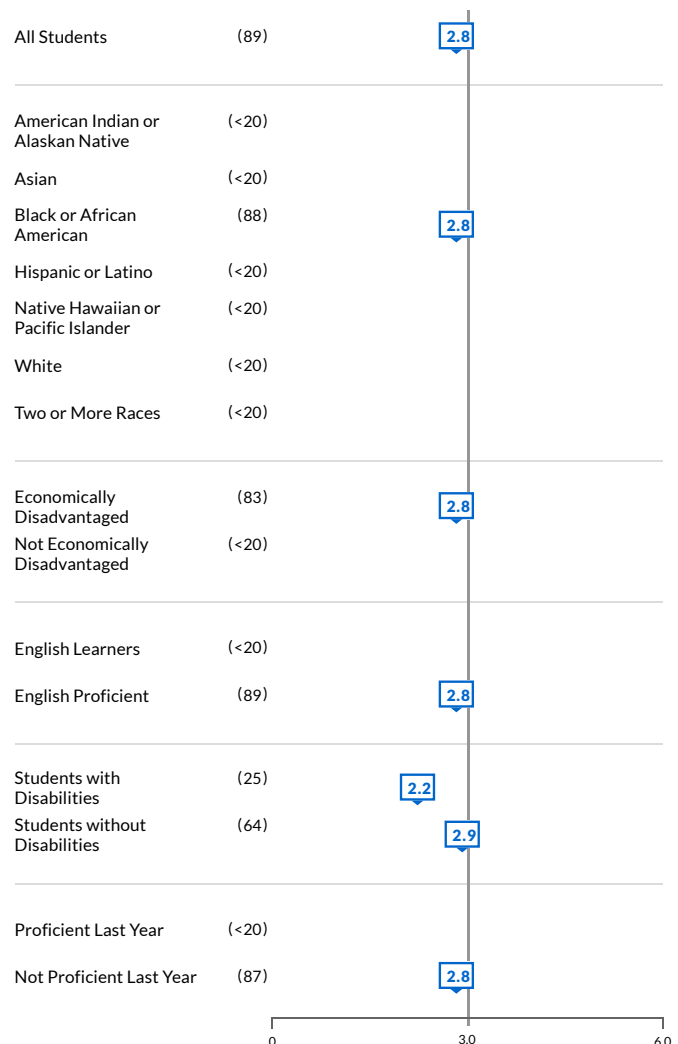 All Students (89) 2.8
American Indian or (<20)
Alaskan Native
Asian (<20)
Black or African (88) 2.8
American
Hispanic or Latino (<20)
Native Hawaiian or (<20)
Pacific Islander
White (<20)
Two or More Races (<20)
Economically (83) 2.8
Disadvantaged
Not Economically (<20)
Disadvantaged
English Learners (<20)
English Proficient (89) 2.8
Students with (25) 2.2
Disabilities
Students without (64) 2.9
Disabilities
Proficient Last Year (<20)
Not Proficient Last Year (87) 2.8
0 3.0 6.0